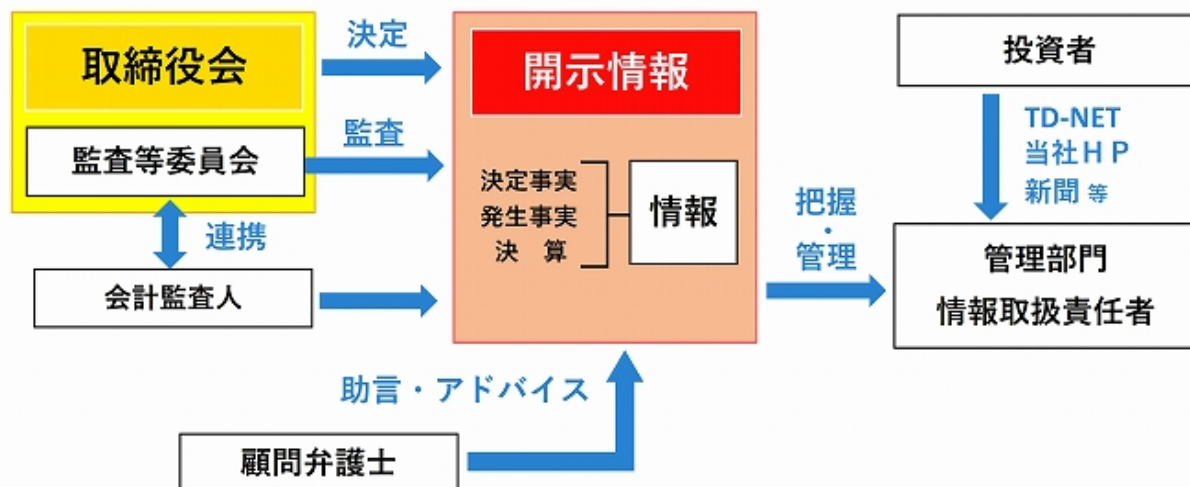 取締役会
監査等委員会
連携
会計監査人
決定
監査
開示情報
決定事実
発生事実
決　算
情報
助言・アドバイス
顧問弁護士
把握
・
管理
投資者
TD-NET
当社ＨＰ
新聞 等
管理部門
情報取扱責任者